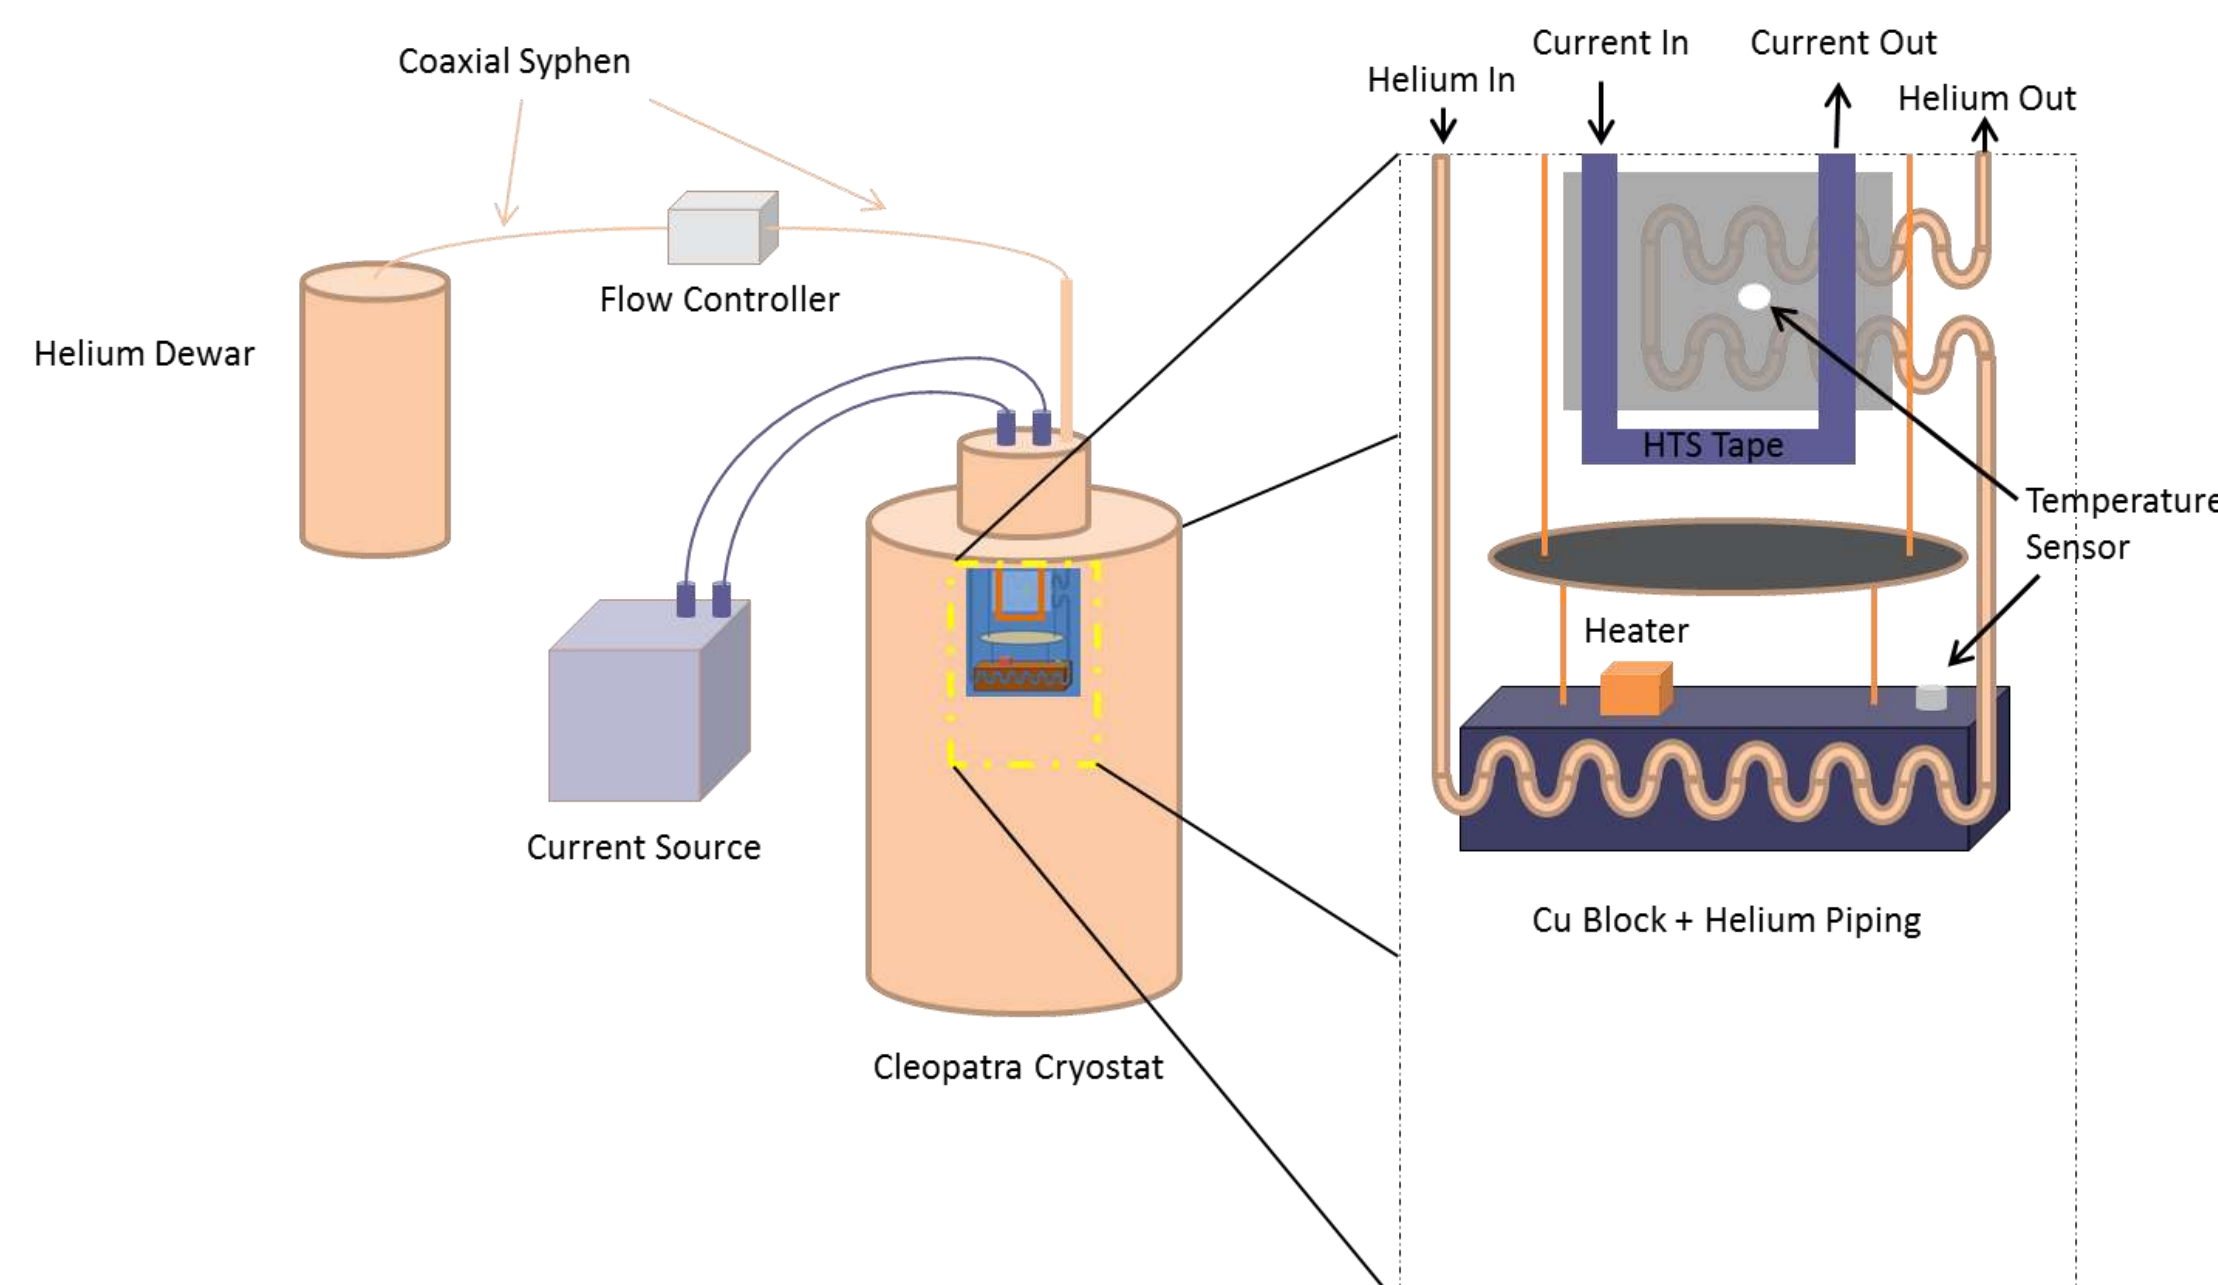 Coaxial Syphen
Flow Controller
Helium Dewar
Current Source
Cleopatra Cryostat
Current In
Current Out
Helium In
Helium Out
HTS Tape
Temperature
Sensor
Heater
Cu Block + Helium Piping